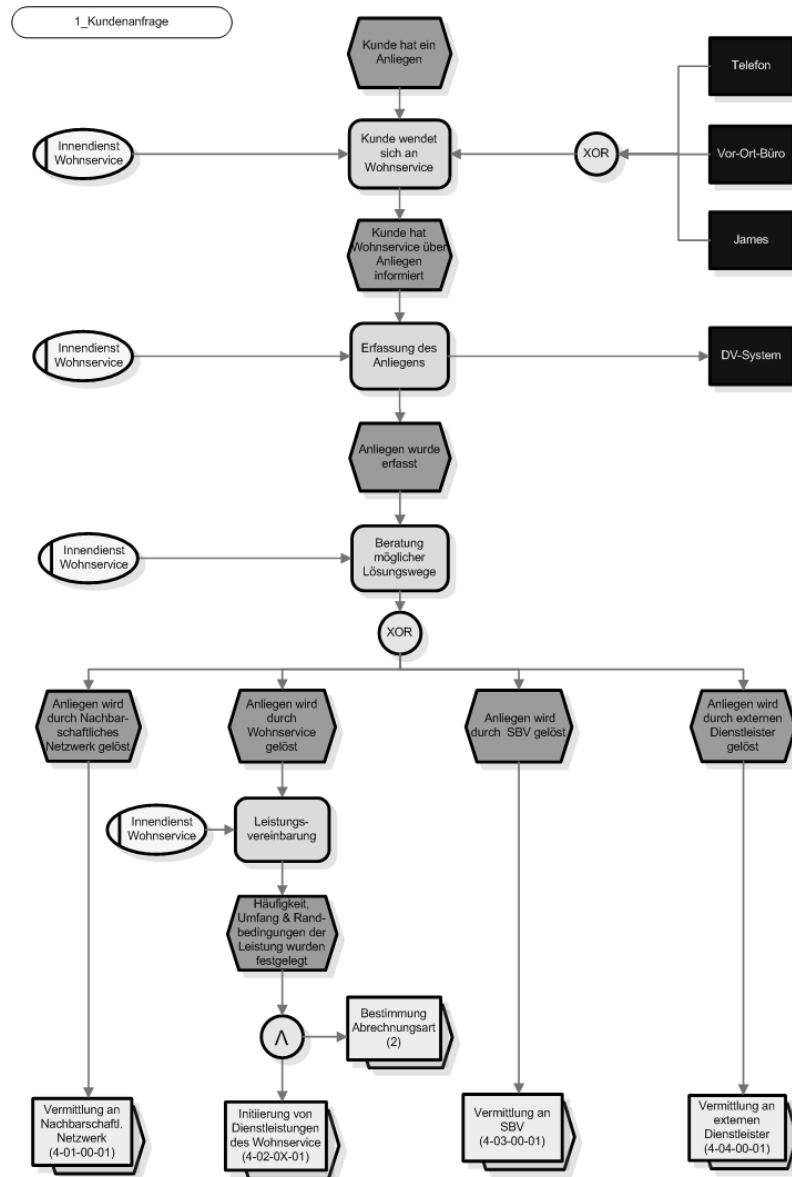 1_Kundenanfrage
Kunde hat ein
Anliegen
Telefon
Innendienst
Wohnservice
Kunde wendet
sich an
Wohnservice
XOR
Vor-Ort-Büro
Kunde hat
Wohnservice über
Anliegen
informiert
James
Innendienst
Wohnservice
Erfassung des
Anliegens
DV-System
Anliegen wurde
erfasst
Innendienst
Wohnservice
Beratung
möglicher
Lösungswege
XOR
Anliegen wird
durch Nachbar-
schaftliches
Netzwerk gelöst
Anliegen wird
durch
Wohnservice
gelöst
Anliegen wird
durch SBV gelöst
Anliegen wird
durch externen
Dienstleister
gelöst
Innendienst
Wohnservice
Leistungs-
vereinbarung
Häufigkeit,
Umfang & Rand-
bedingungen der
Leistung wurden
festgelegt
Λ
Bestimmung
Abrechnungsart
(2)
Vermittlung an
Nachbarschaftl.
Netzwerk
(4-01-00-01)
Initiierung von
Dienstleistungen
des Wohnservice
(4-02-0X-01)
Vermittlung an
SBV
(4-03-00-01)
Vermittlung an
externen
Dienstleister
(4-04-00-01)